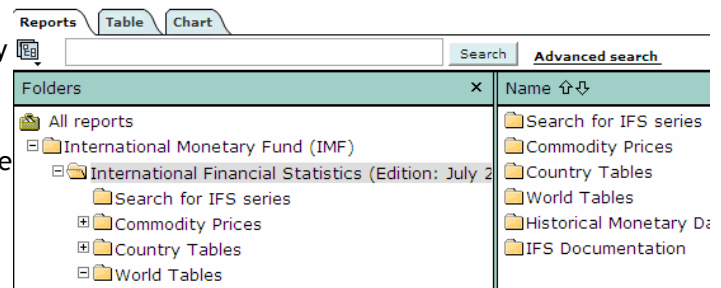 Reports Table Chart
y
Search Advanced search
Folders × Name
All reports
International Monetary Fund (IMF)
e
International Financial Statistics (Edition: July 2
Search for IFS series
Commodity Prices
Country Tables
World Tables
Search for IFS series
Commodity Prices
Country Tables
World Tables
Historical Monetary Da
IFS Documentation